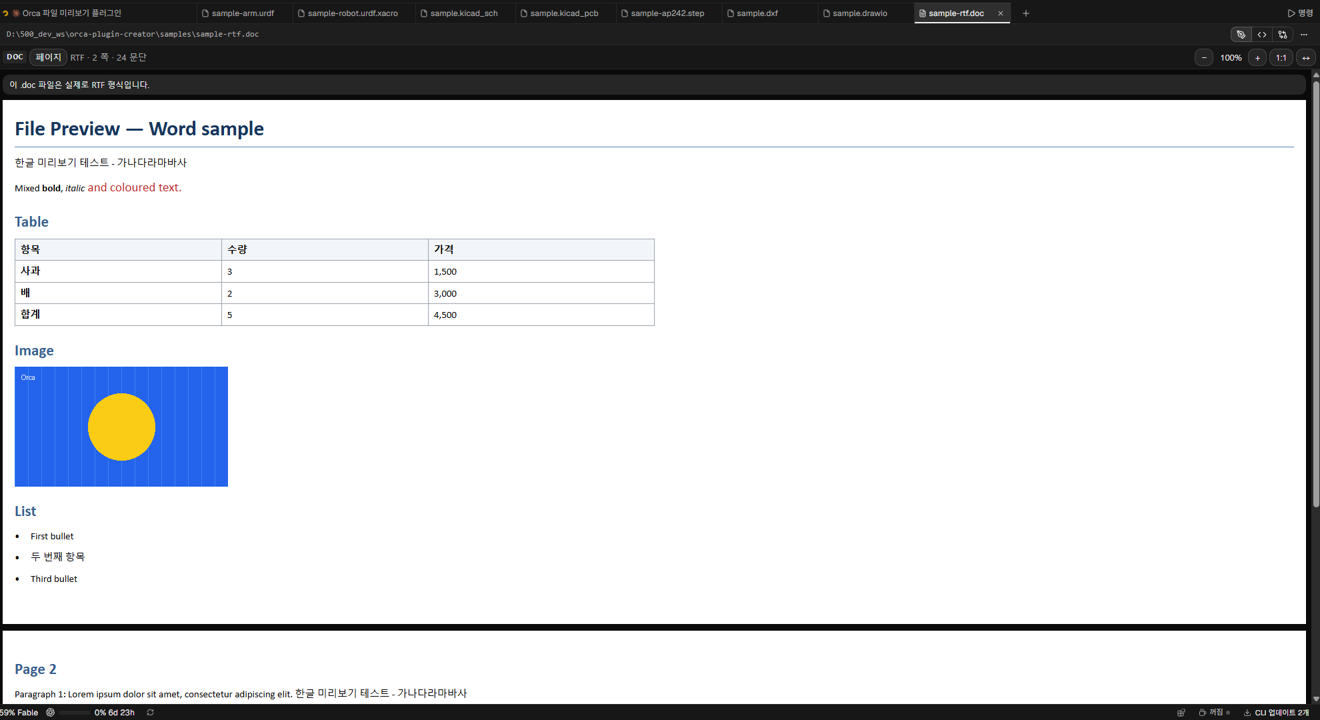 Orca 파일 미리보기 플러그인
sample-arm.urdf
sample-robot.urdf.xacro
sample.kicad_sch
sample.kicad_pcb
sample-ap242.step
sample.dxf
sample.drawio
sample-rtf.doc
명령
D:\500_dev_ws\orca-plugin-creator\samples\sample-rtf.doc
DOC 페이지 RTF · 2 쪽 · 24 문단
− 100% + 1:1
이 .doc 파일은 실제로 RTF 형식입니다.
File Preview — Word sample
한글 미리보기 테스트 - 가나다라마바사
Mixed bold, italic and coloured text.
Table
항목 수량 가격
사과 3 1,500
배 2 3,000
합계 5 4,500
Image
Orca
List
• First bullet
• 두 번째 항목
• Third bullet
Page 2
Paragraph 1: Lorem ipsum dolor sit amet, consectetur adipiscing elit. 한글 미리보기 테스트 - 가나다라마바사
59% Fable 0% 6d 23h 꺼짐 CLI 업데이트 2개